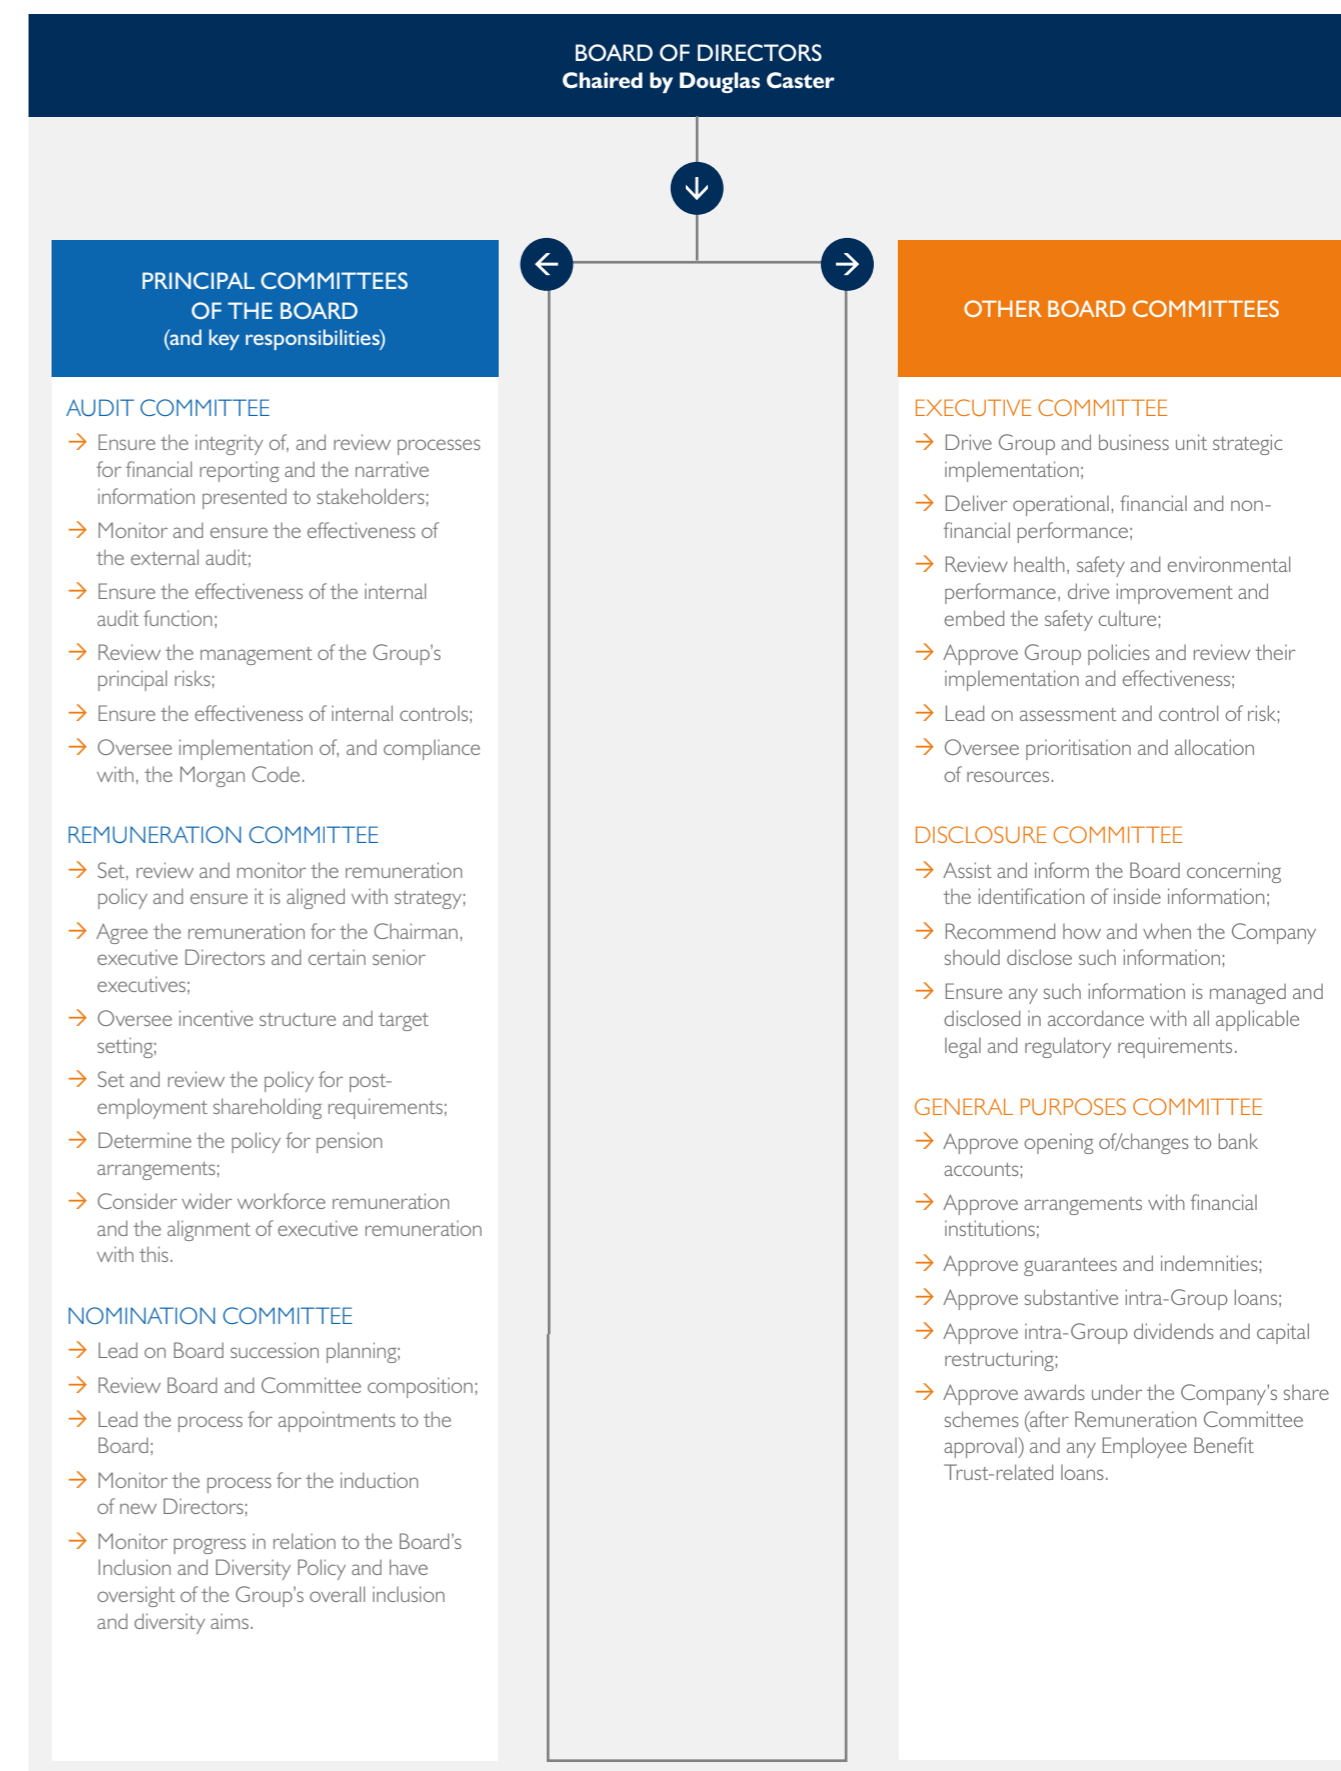 BOARD OF DIRECTORS
Chaired by Douglas Caster
PRINCIPAL COMMITTEES
OF THE BOARD
(and key responsibilities)
AUDIT COMMITTEE
→ Ensure the integrity of, and review processes
for financial reporting and the narrative
information presented to stakeholders;
→ Monitor and ensure the effectiveness of
the external audit;
→ Ensure the effectiveness of the internal
audit function;
→ Review the management of the Group's
principal risks;
→ Ensure the effectiveness of internal controls;
→ Oversee implementation of, and compliance
with, the Morgan Code.
REMUNERATION COMMITTEE
→ Set, review and monitor the remuneration
policy and ensure it is aligned with strategy;
→ Agree the remuneration for the Chairman,
executive Directors and certain senior
executives;
→ Oversee incentive structure and target
setting;
→ Set and review the policy for post-
employment shareholding requirements;
→ Determine the policy for pension
arrangements;
→ Consider wider workforce remuneration
and the alignment of executive remuneration
with this.
NOMINATION COMMITTEE
→ Lead on Board succession planning;
→ Review Board and Committee composition;
→ Lead the process for appointments to the
Board;
→ Monitor the process for the induction
of new Directors;
→ Monitor progress in relation to the Board's
Inclusion and Diversity Policy and have
oversight of the Group's overall inclusion
and diversity aims.
OTHER BOARD COMMITTEES
EXECUTIVE COMMITTEE
→ Drive Group and business unit strategic
implementation;
→ Deliver operational, financial and non-
financial performance;
→ Review health, safety and environmental
performance, drive improvement and
embed the safety culture;
→ Approve Group policies and review their
implementation and effectiveness;
→ Lead on assessment and control of risk;
→ Oversee prioritisation and allocation
of resources.
DISCLOSURE COMMITTEE
→ Assist and inform the Board concerning
the identification of inside information;
→ Recommend how and when the Company
should disclose such information;
→ Ensure any such information is managed and
disclosed in accordance with all applicable
legal and regulatory requirements.
GENERAL PURPOSES COMMITTEE
→ Approve opening of/changes to bank
accounts;
→ Approve arrangements with financial
institutions;
→ Approve guarantees and indemnities;
→ Approve substantive intra-Group loans;
→ Approve intra-Group dividends and capital
restructuring;
→ Approve awards under the Company's share
schemes (after Remuneration Committee
approval) and any Employee Benefit
Trust-related loans.